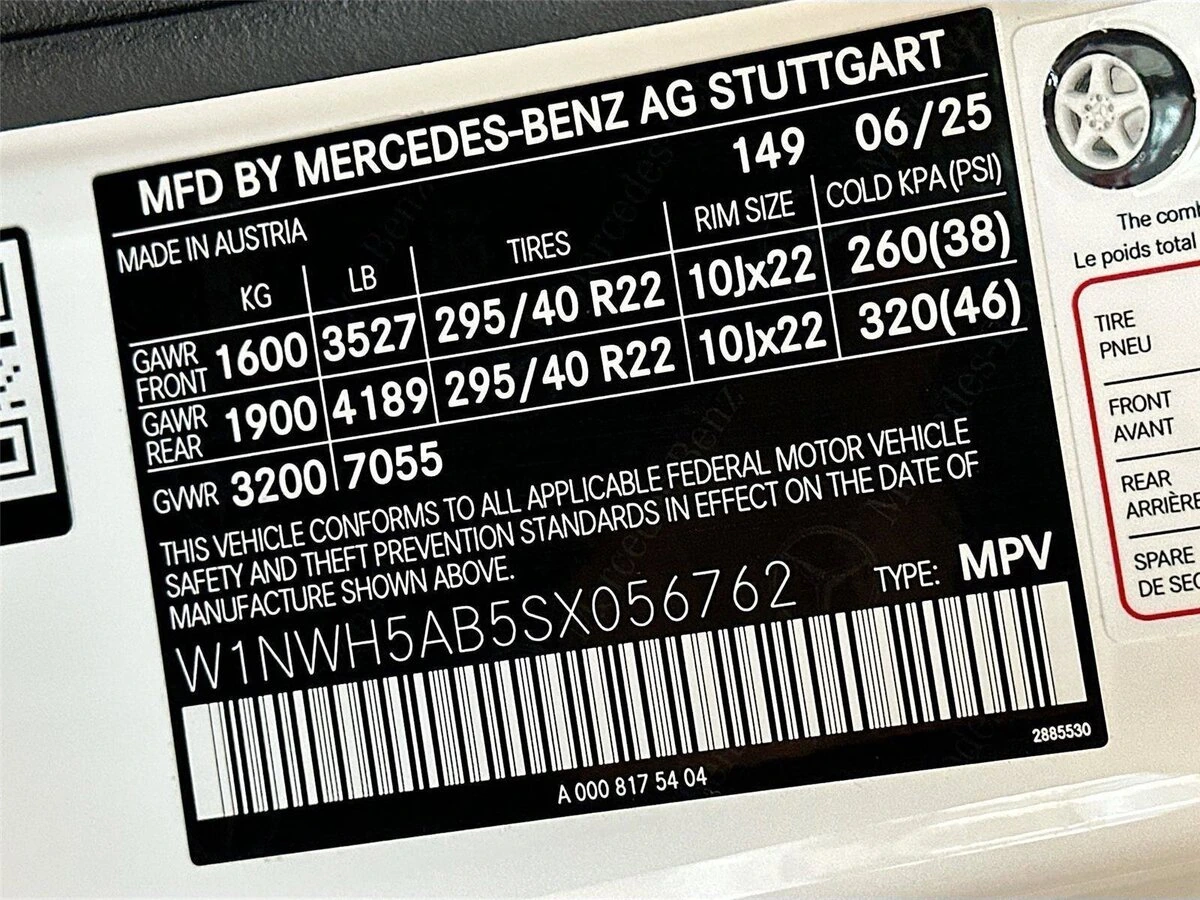 MFD BY MERCEDES-BENZ AG STUTTGART
MADE IN AUSTRIA 149 06/25
KG LB TIRES RIM SIZE COLD KPA (PSI)
GAWR FRONT 1600 3527 295/40 R22 10Jx22 260(38)
GAWR REAR 1900 4189 295/40 R22 10Jx22 320(46)
GVWR 3200 7055
THIS VEHICLE CONFORMS TO ALL APPLICABLE FEDERAL MOTOR VEHICLE
SAFETY AND THEFT PREVENTION STANDARDS IN EFFECT ON THE DATE OF
MANUFACTURE SHOWN ABOVE.
W1NWH5AB5SX056762 TYPE: MPV
2885530
A 000 817 54 04
The
Le poids total
TIRE
PNEU
FRONT
AVANT
REAR
ARRIÈRE
SPARE
DE